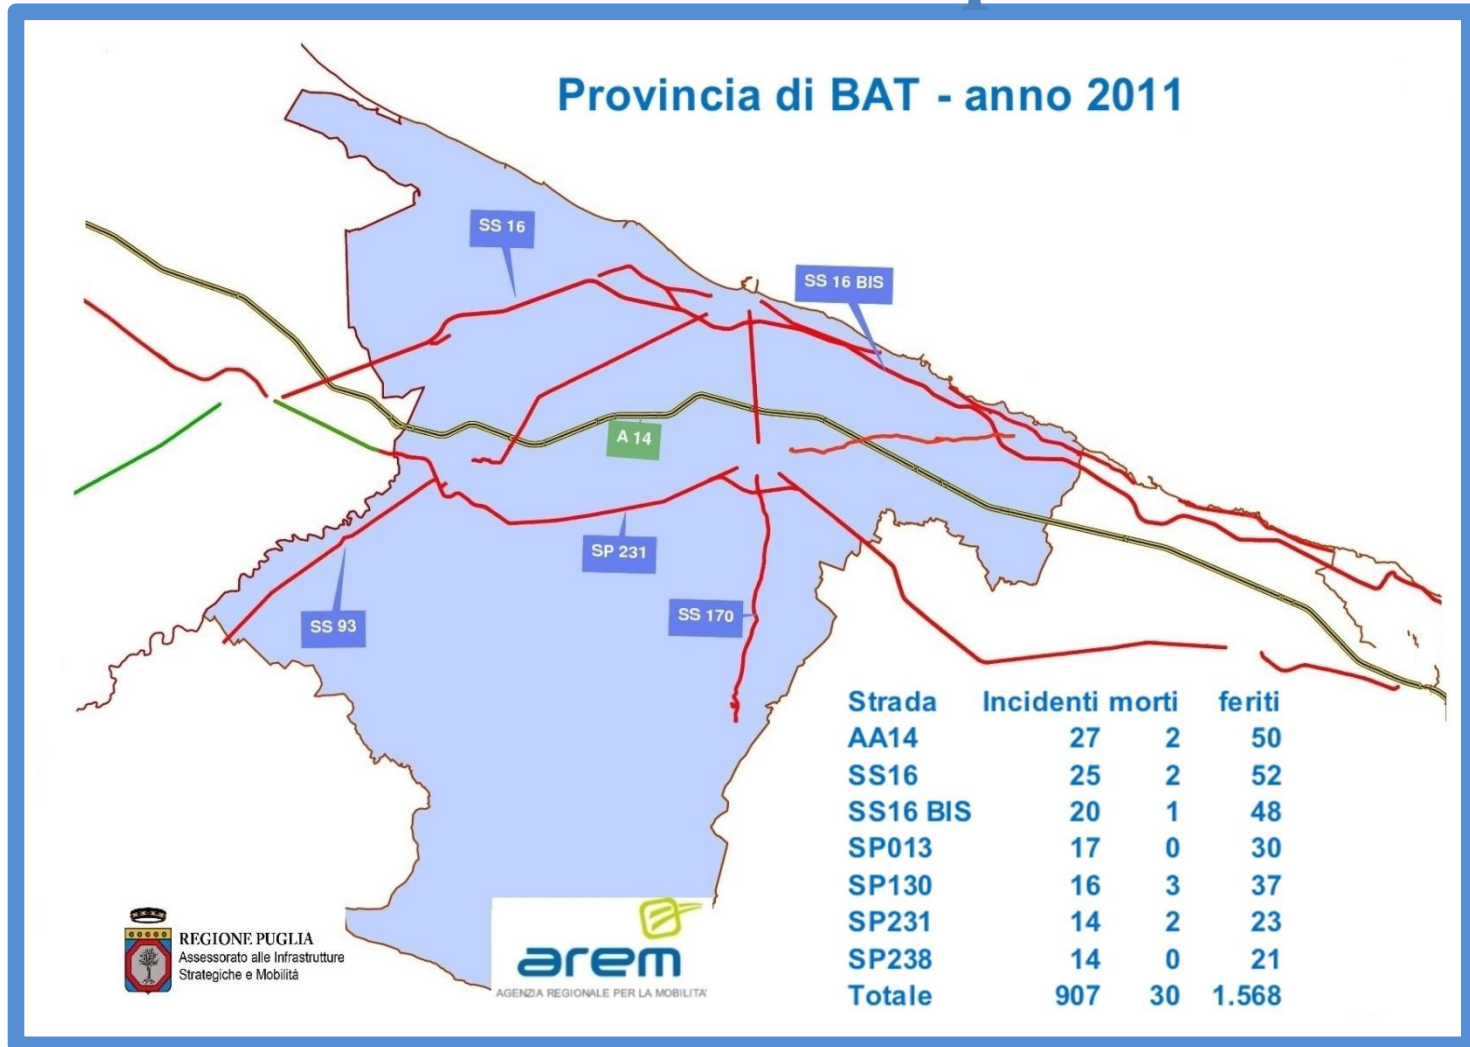 Provincia di BAT - anno 2011
SS 16
SS 16 BIS
A 14
SP 231
SS 170
SS 93
Strada Incidenti morti feriti
AA14 27 2 50
SS16 25 2 52
SS16 BIS 20 1 48
SP013 17 0 30
SP130 16 3 37
SP231 14 2 23
SP238 14 0 21
Totale 907 30 1.568
REGIONE PUGLIA
Assessorato alle Infrastrutture
Strategiche e Mobilità
arem
AGENZIA REGIONALE PER LA MOBILITA'